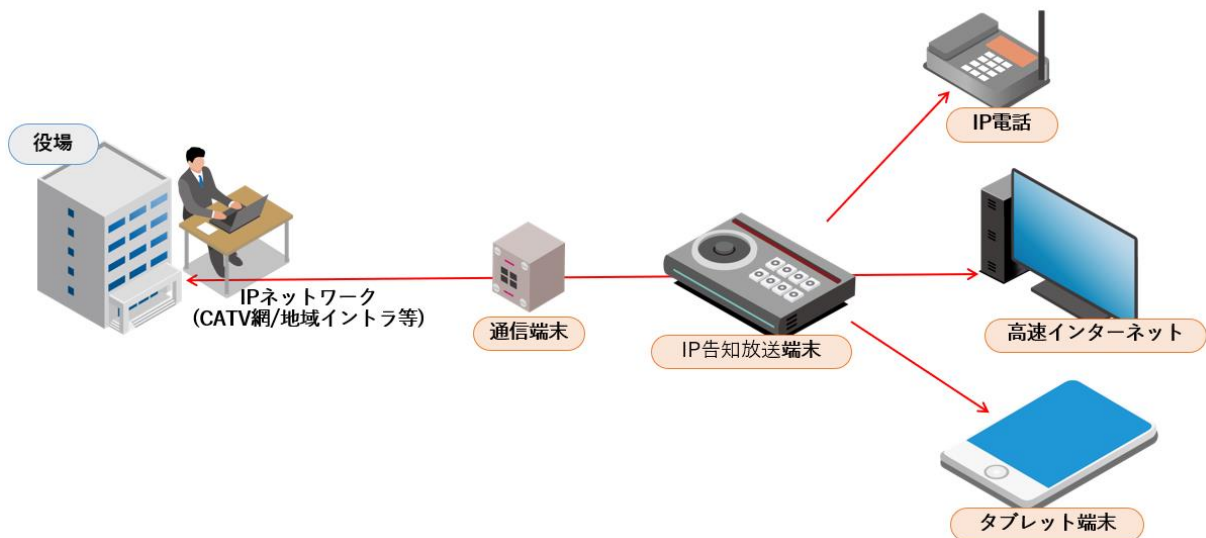 役場
IPネットワーク
(CATV網/地域イントラ等)
通信端末
IP告知放送端末
IP電話
高速インターネット
タブレット端末